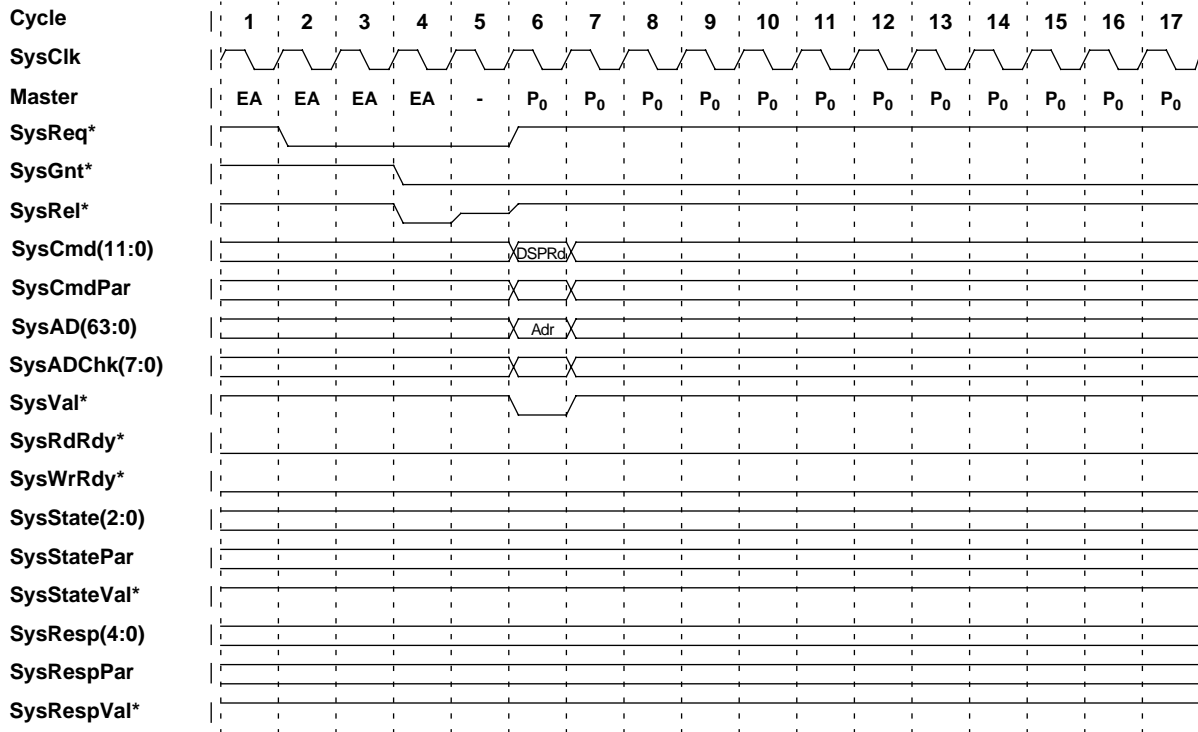 Cycle | 1 2 3 4 5 6 7 8 9 10 11 12 13 14 15 16 17
SysClk |
Master | EA EA EA EA - P0 P0 P0 P0 P0 P0 P0 P0 P0 P0 P0 P0
SysReq* |
SysGnt* |
SysRel* |
SysCmd(11:0) | DSPRd
SysCmdPar |
SysAD(63:0) | Adr
SysADChk(7:0) |
SysVal* |
SysRdRdy* |
SysWrRdy* |
SysState(2:0) |
SysStatePar |
SysStateVal* |
SysResp(4:0) |
SysRespPar |
SysRespVal* |